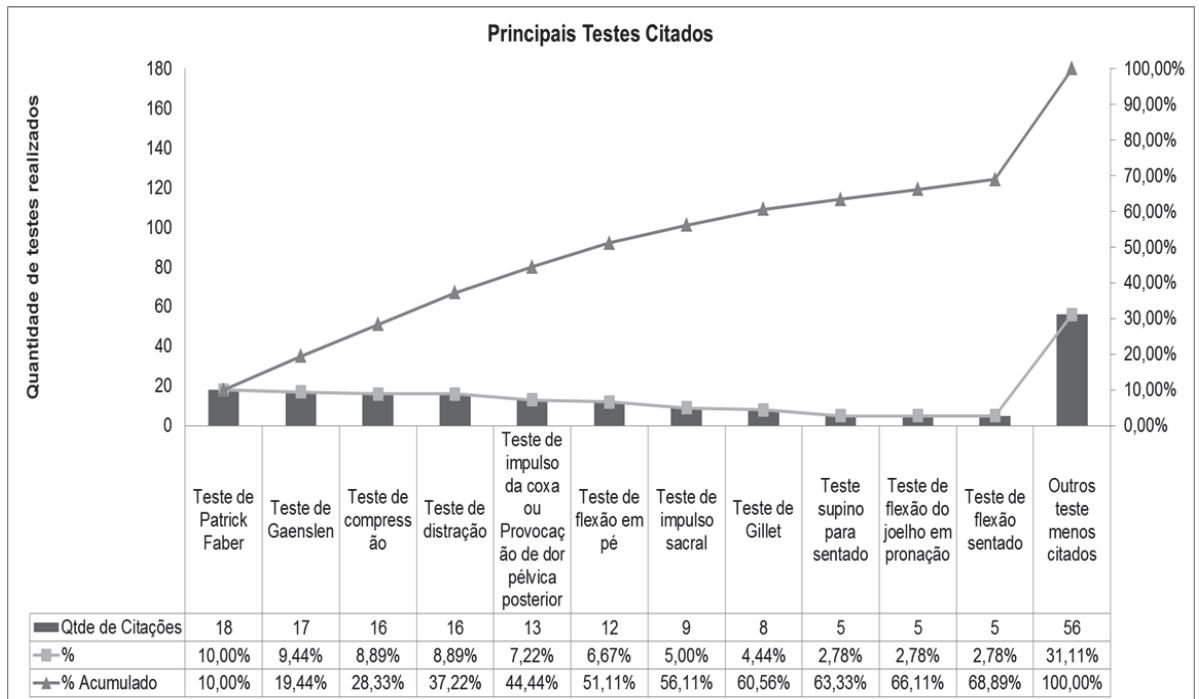 Principais Testes Citados
Quantidade de testes realizados
180
160
140
120
100
80
60
40
20
0
100,00%
90,00%
80,00%
70,00%
60,00%
50,00%
40,00%
30,00%
20,00%
10,00%
0,00%
Teste de
Patrick
Faber
Teste de
Gaenslen
Teste de
compress
ão
Teste de
distração
Teste de
impulso
da coxa
ou
Provocaç
ão de dor
pélvica
posterior
Teste de
flexão em
pé
Teste de
impulso
sacral
Teste de
Gillet
Teste
supino
para
sentado
Teste de
flexão do
joelho em
pronação
Teste de
flexão
sentado
Outros
teste
menos
citados
Qtde de Citações 18 17 16 16 13 12 9 8 5 5 5 56
% 10,00% 9,44% 8,89% 8,89% 7,22% 6,67% 5,00% 4,44% 2,78% 2,78% 2,78% 31,11%
% Acumulado 10,00% 19,44% 28,33% 37,22% 44,44% 51,11% 56,11% 60,56% 63,33% 66,11% 68,89% 100,00%